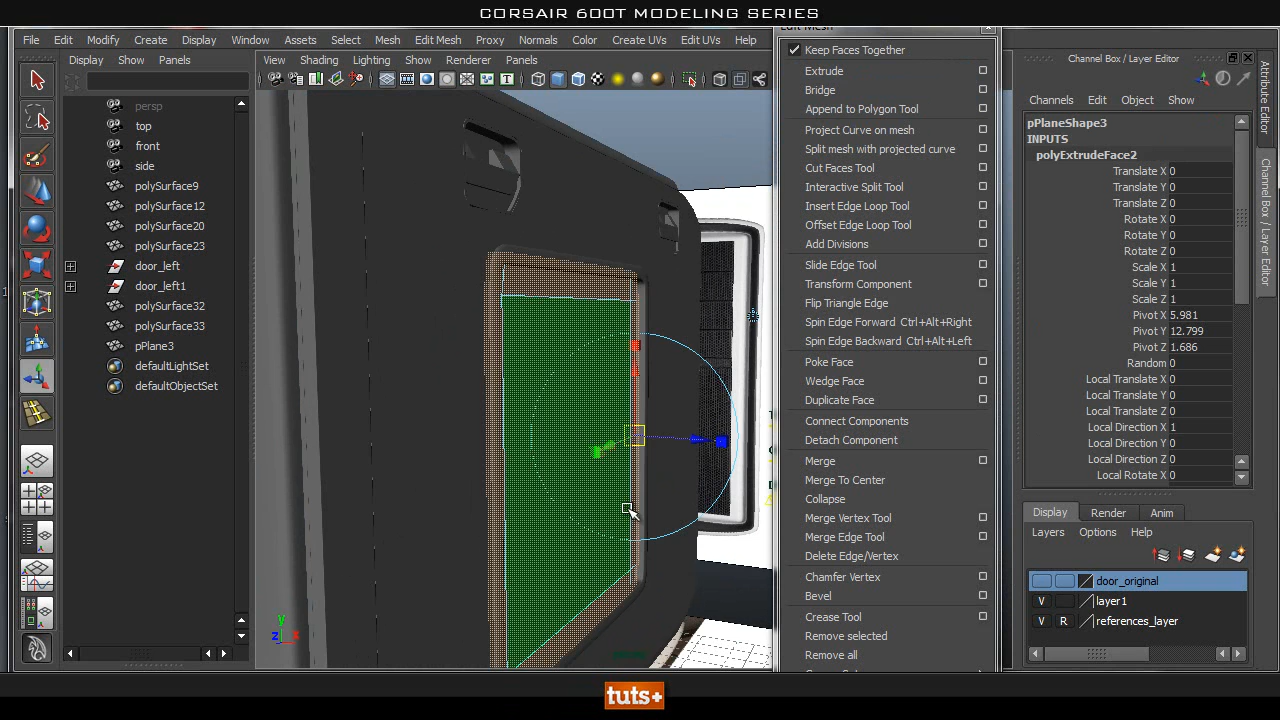 CORSAIR 600T MODELING SERIES
File Edit Modify Create Display Window Assets Select Mesh Edit Mesh Proxy Normals Color Create UVs Edit UVs Help
Display Show Panels
View Shading Lighting Show Renderer Panels
persp
top
front
side
polySurface9
polySurface12
polySurface20
polySurface23
door_left
door_left1
polySurface32
polySurface33
pPlane3
defaultLightSet
defaultObjectSet
Edit Mesh
Keep Faces Together
Extrude
Bridge
Append to Polygon Tool
Project Curve on mesh
Split mesh with projected curve
Cut Faces Tool
Interactive Split Tool
Insert Edge Loop Tool
Offset Edge Loop Tool
Add Divisions
Slide Edge Tool
Transform Component
Flip Triangle Edge
Spin Edge Forward Ctrl+Alt+Right
Spin Edge Backward Ctrl+Alt+Left
Poke Face
Wedge Face
Duplicate Face
Connect Components
Detach Component
Merge
Merge To Center
Collapse
Merge Vertex Tool
Merge Edge Tool
Delete Edge/Vertex
Chamfer Vertex
Bevel
Crease Tool
Remove selected
Remove all
Channel Box / Layer Editor
Channels Edit Object Show
pPlaneShape3
INPUTS
polyExtrudeFace2
Translate X 0
Translate Y 0
Translate Z 0
Rotate X 0
Rotate Y 0
Rotate Z 0
Scale X 1
Scale Y 1
Scale Z 1
Pivot X 5.981
Pivot Y 12.799
Pivot Z 1.686
Random 0
Local Translate X 0
Local Translate Y 0
Local Translate Z 0
Local Direction X 1
Local Direction Y 0
Local Direction Z 0
Local Rotate X 0
Display Render Anim
Layers Options Help
door_original
V layer1
V R references_layer
Attribute Editor
Channel Box / Layer Editor
y
z x
tuts+